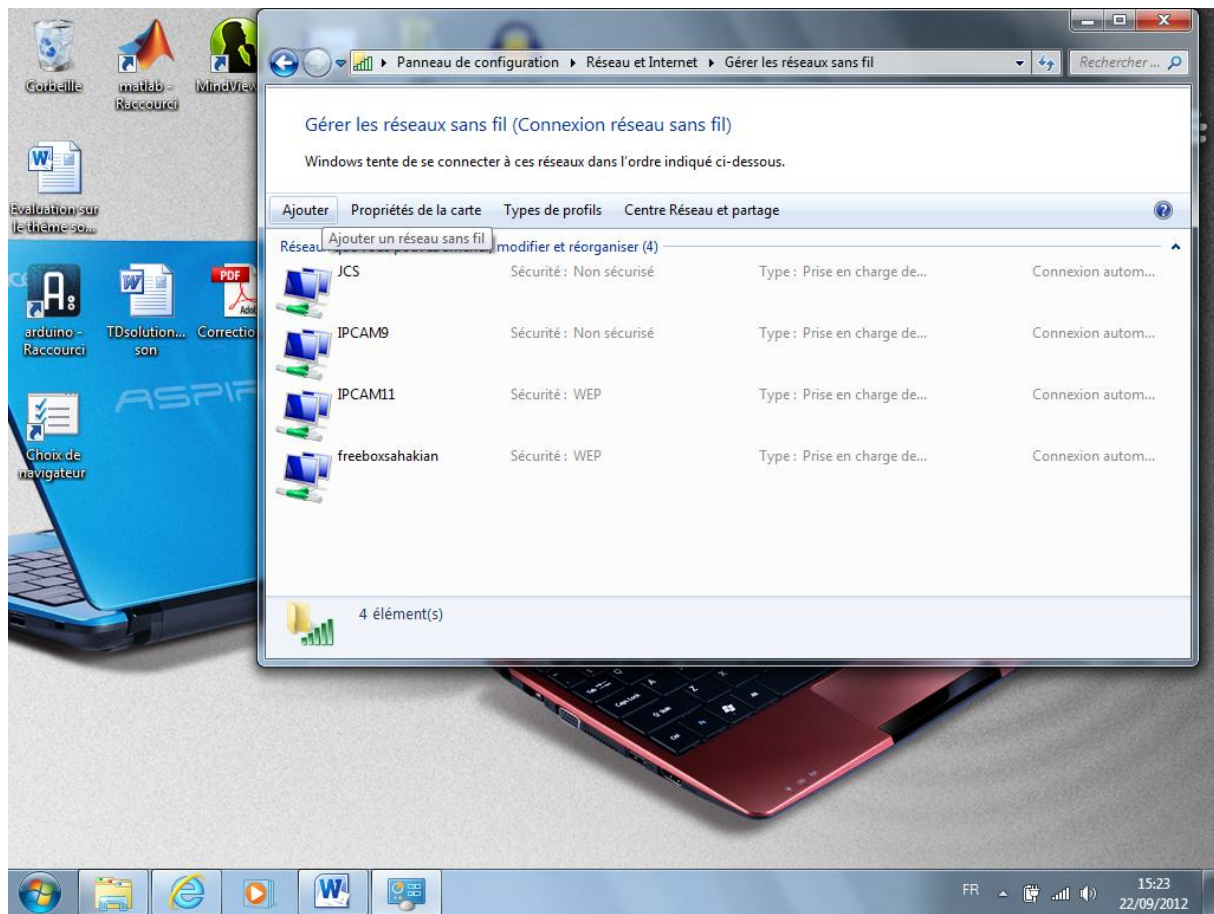 Corbeille
matlab -
Raccourci
MindView
Evaluation sur
le thème so...
arduino -
Raccourci
TDsolution...
son
PDF
Adob
Correctio
Choix de
navigateur
ASPIR
Panneau de configuration
Réseau et Internet
Gérer les réseaux sans fil
Rechercher ...
Gérer les réseaux sans fil (Connexion réseau sans fil)
Windows tente de se connecter à ces réseaux dans l'ordre indiqué ci-dessous.
Ajouter Propriétés de la carte Types de profils Centre Réseau et partage
Ajouter un réseau sans fil
modifier et réorganiser (4)
JCS Sécurité : Non sécurisé Type : Prise en charge de... Connexion autom...
IPCAM9 Sécurité : Non sécurisé Type : Prise en charge de... Connexion autom...
IPCAM11 Sécurité : WEP Type : Prise en charge de... Connexion autom...
freeboxsahakian Sécurité : WEP Type : Prise en charge de... Connexion autom...
4 élément(s)
FR
15:23
22/09/2012